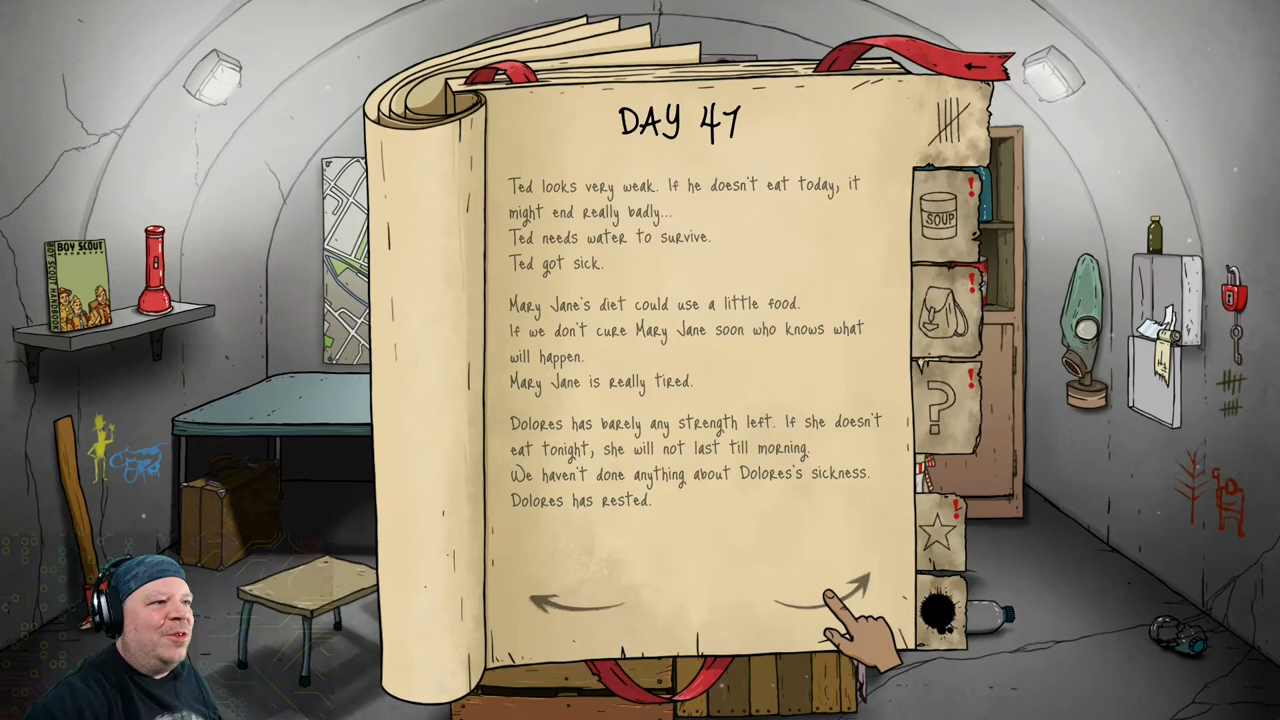 DAY 47
Ted looks very weak. If he doesn't eat today, it
might end really badly...
Ted needs water to survive.
Ted got sick.
Mary Jane's diet could use a little food.
If we don't cure Mary Jane soon who knows what
will happen.
Mary Jane is really tired.
Dolores has barely any strength left. If she doesn't
eat tonight, she will not last till morning.
We haven't done anything about Dolores's sickness.
Dolores has rested.
SOUP
!
!
?
!
!
BOY SCOUT
BOY SCOUT HANDBOOK